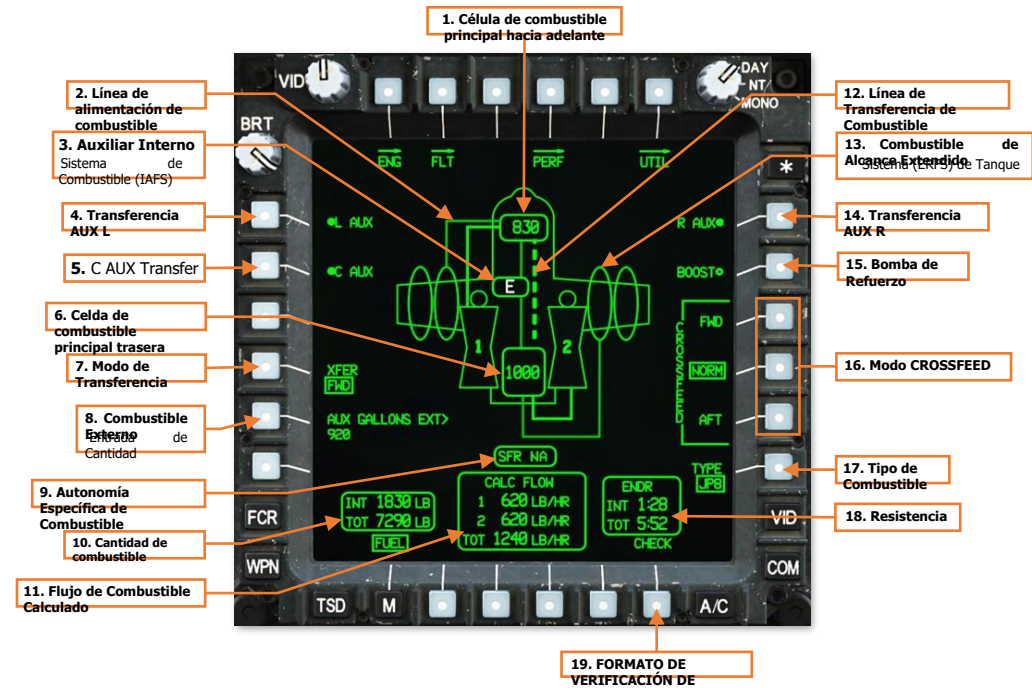 1. Célula de combustible
principal hacia adelante
2. Línea de
alimentación de
combustible
3. Auxiliar Interno
Sistema de
Combustible (IAFS)
4. Transferencia
AUX L
5. C AUX Transfer
6. Celda de
combustible
principal trasera
7. Modo de
Transferencia
8. Combustible
Externo
Entrada de
Cantidad
9. Autonomía
Específica de
Combustible
10. Cantidad de
combustible
11. Flujo de Combustible
Calculado
12. Línea de
Transferencia de
Combustible
13. Combustible de
Alcance Extendido
Sistema (ERFS) de Tanque
14. Transferencia
AUX R
15. Bomba de
Refuerzo
16. Modo CROSSFEED
17. Tipo de
Combustible
18. Resistencia
19. FORMATO DE
VERIFICACIÓN DE
VID
DAY
NT
MONO
BRT
*
ENG FLT PERF UTIL
L AUX
830
R AUX
C AUX
E
BOOST
FWD
CROSSFEED
1
2
NORM
1000
XFER
FWD
AFT
AUX GALLONS EXT>
920
SFR NA
TYPE
JP8
INT 1830 LB
TOT 7290 LB
FUEL
CALC FLOW
1 620 LB/HR
2 620 LB/HR
TOT 1240 LB/HR
ENDR
INT 1:28
TOT 5:52
CHECK
FCR
VID
WPN
COM
TSD
M
A/C